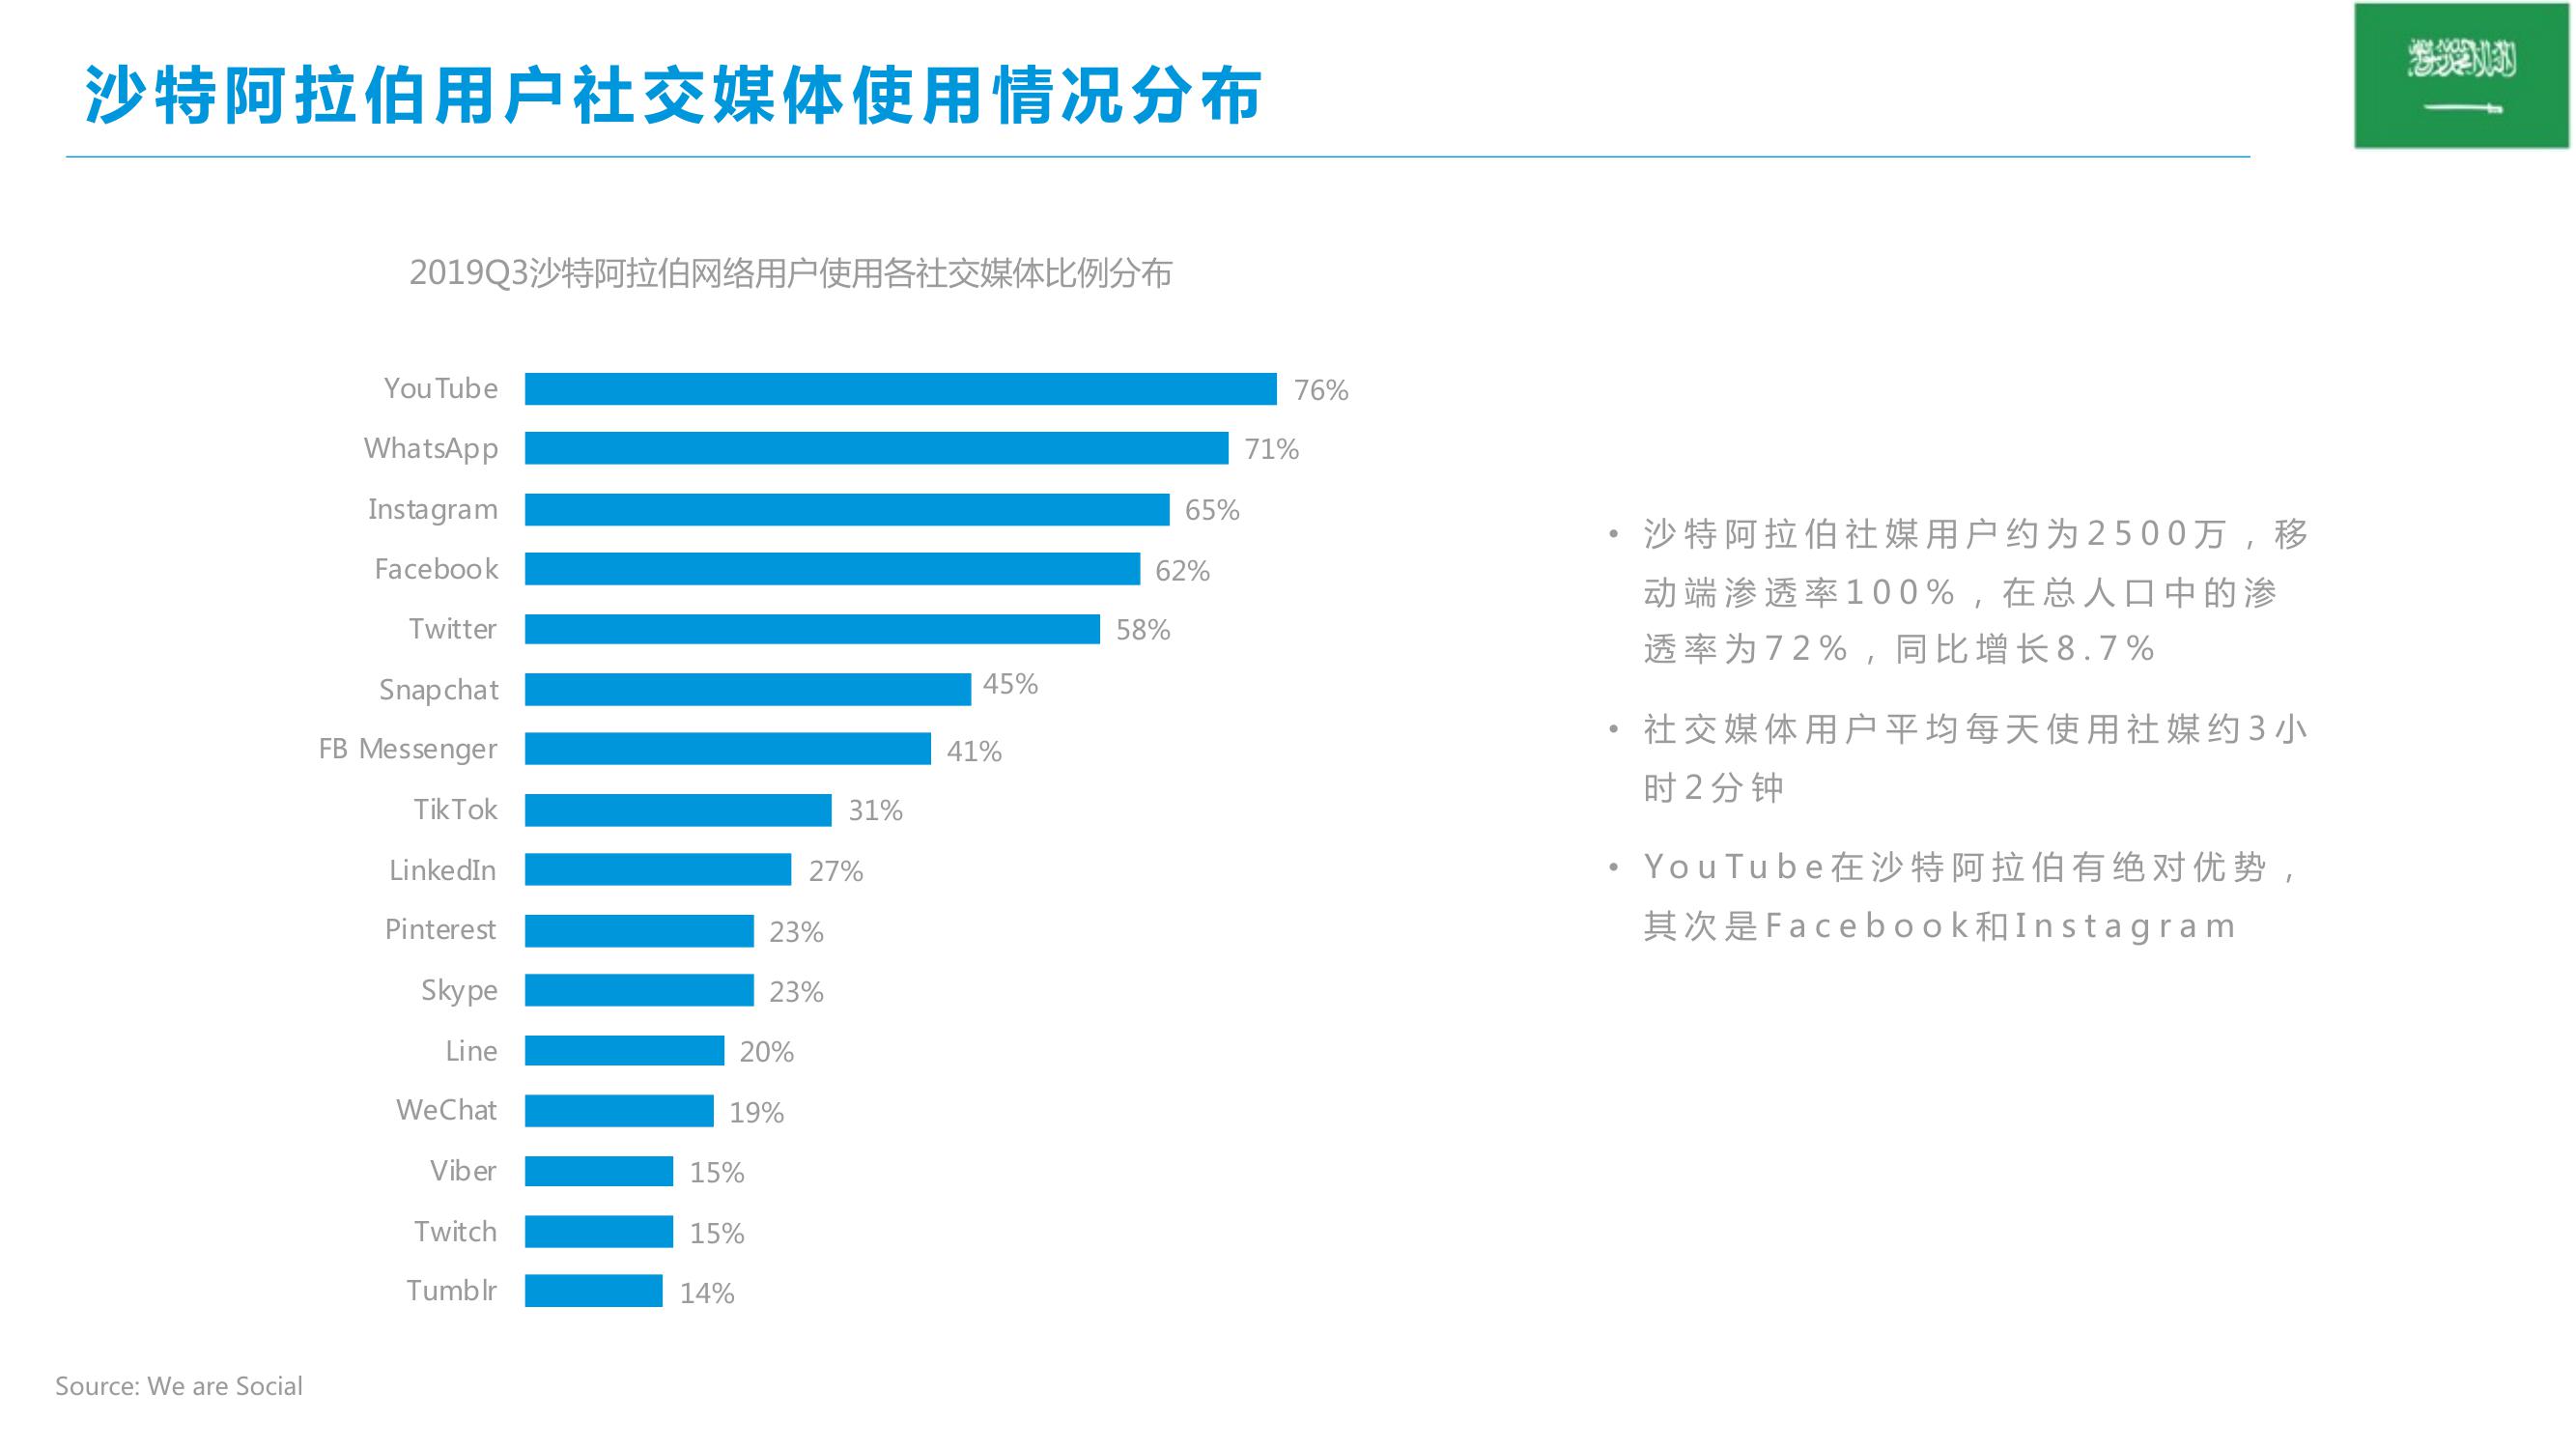 沙特阿拉伯用户社交媒体使用情况分布
2019Q3沙特阿拉伯网络用户使用各社交媒体比例分布
YouTube 76%
WhatsApp 71%
Instagram 65%
Facebook 62%
Twitter 58%
Snapchat 45%
FB Messenger 41%
TikTok 31%
LinkedIn 27%
Pinterest 23%
Skype 23%
Line 20%
WeChat 19%
Viber 15%
Twitch 15%
Tumblr 14%
• 沙特阿拉伯社媒用户约为2500万，移
动端渗透率100%，在总人口中的渗
透率为72%，同比增长8.7%
• 社交媒体用户平均每天使用社媒约3小
时2分钟
• YouTube在沙特阿拉伯有绝对优势，
其次是Facebook和Instagram
Source: We are Social